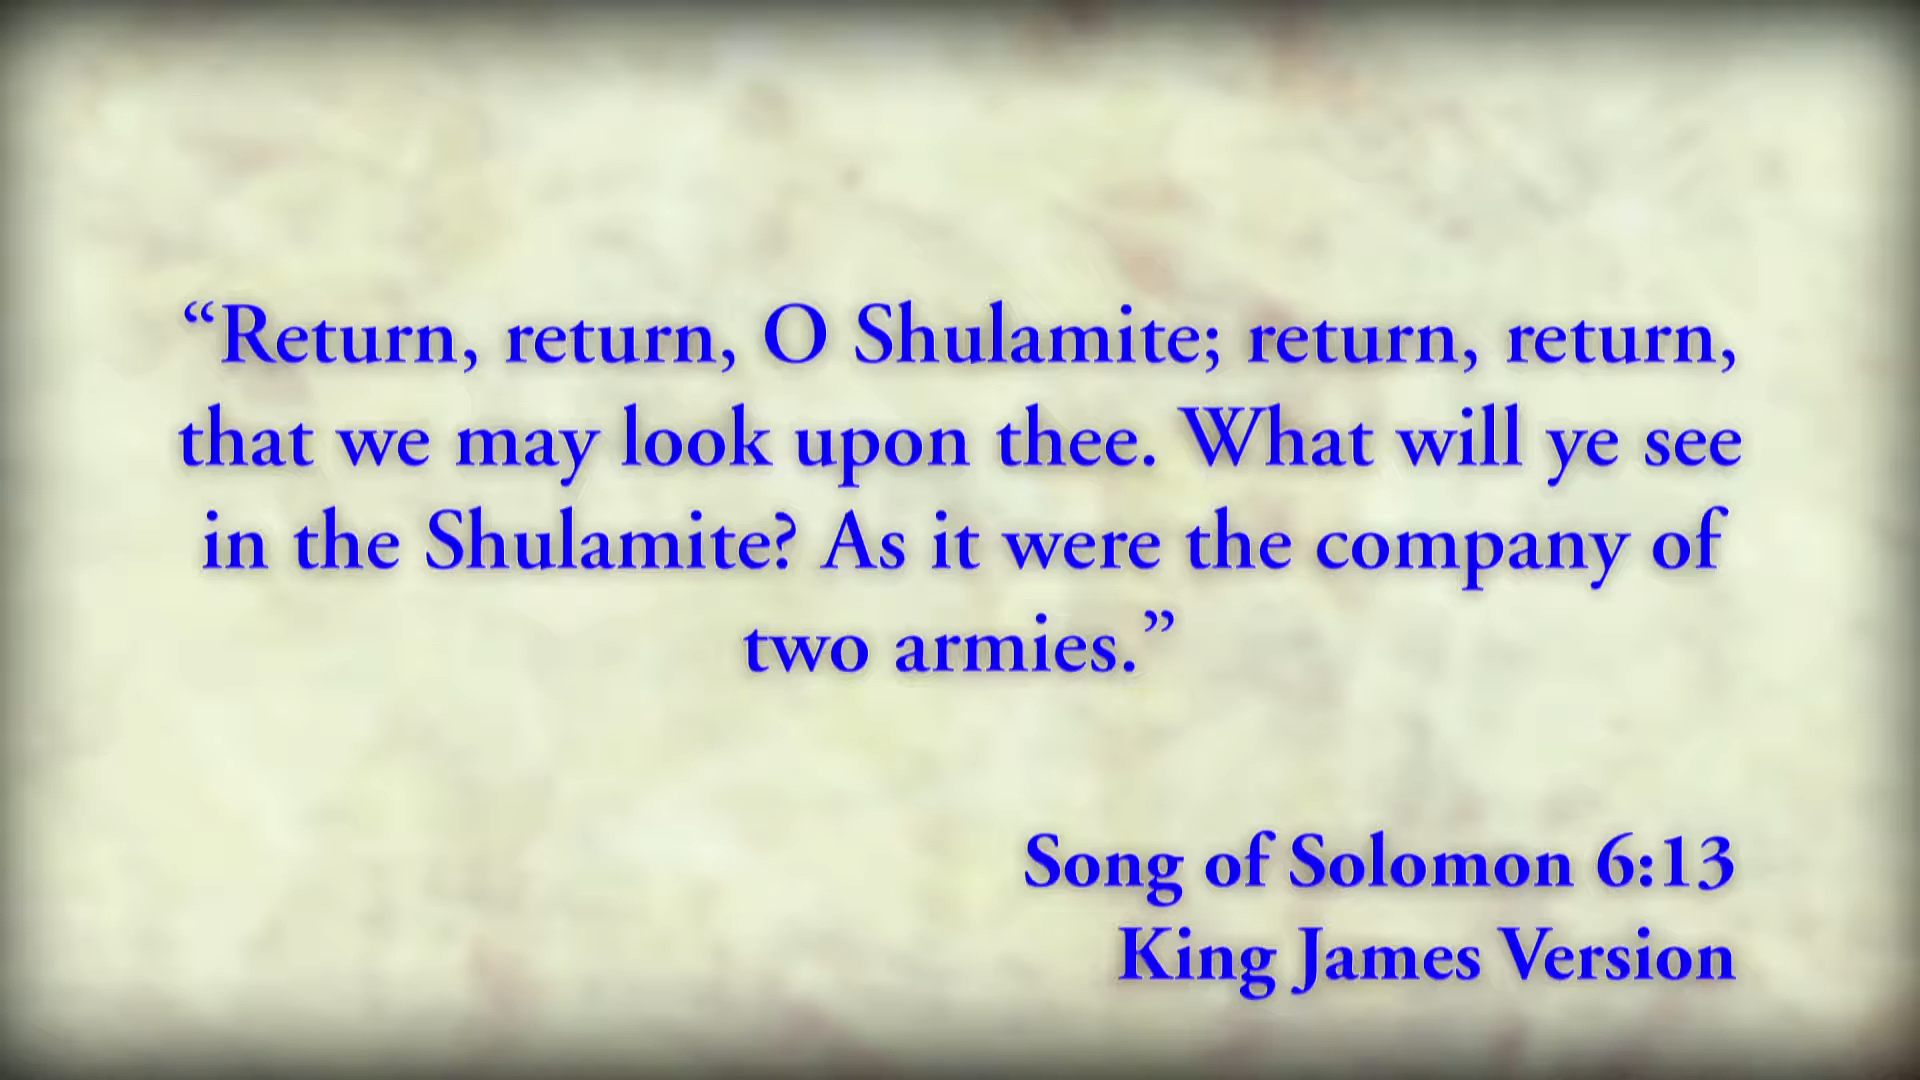 “Return, return, O Shulamite; return, return,
that we may look upon thee. What will ye see
in the Shulamite? As it were the company of
two armies.”
Song of Solomon 6:13
King James Version